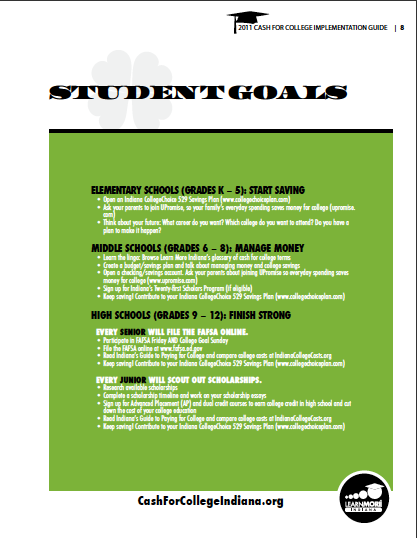 2011 CASH FOR COLLEGE IMPLEMENTATION GUIDE | 8
STUDENT GOALS
ELEMENTARY SCHOOLS (GRADES K – 5): START SAVING
• Open an Indiana CollegeChoice 529 Savings Plan (www.collegechoiceplan.com)
• Ask your parents to join UPromise, so your family's everyday spending saves money for college (upromise.
com)
• Think about your future: What career do you want? Which college do you want to attend? Do you have a
plan to make it happen?
MIDDLE SCHOOLS (GRADES 6 – 8): MANAGE MONEY
• Learn the lingo: Browse Learn More Indiana's glossary of cash for college terms
• Create a budget/savings plan and talk about managing money and college savings
• Open a checking/savings account. Ask your parents about joining UPromise so everyday spending saves
money for college (www.upromise.com)
• Sign up for Indiana's Twenty-first Scholars Program (if eligible)
• Keep saving! Contribute to your Indiana CollegeChoice 529 Savings Plan (www.collegechoiceplan.com)
HIGH SCHOOLS (GRADES 9 – 12): FINISH STRONG
EVERY SENIOR WILL FILE THE FAFSA ONLINE.
• Participate in FAFSA Friday AND College Goal Sunday
• File the FAFSA online at www.fafsa.ed.gov
• Read Indiana's Guide to Paying for College and compare college costs at IndianaCollegeCosts.org
• Keep saving! Contribute to your Indiana CollegeChoice 529 Savings Plan (www.collegechoiceplan.com)
EVERY JUNIOR WILL SCOUT OUT SCHOLARSHIPS.
• Research available scholarships
• Complete a scholarship timeline and work on your scholarship essays
• Sign up for Advanced Placement (AP) and dual credit courses to earn college credit in high school and cut
down the cost of your college education
• Read Indiana's Guide to Paying for College and compare college costs at IndianaCollegeCosts.org
• Keep saving! Contribute to your Indiana CollegeChoice 529 Savings Plan (www.collegechoiceplan.com)
CashForCollegeIndiana.org
LEARN MORE
INDIANA